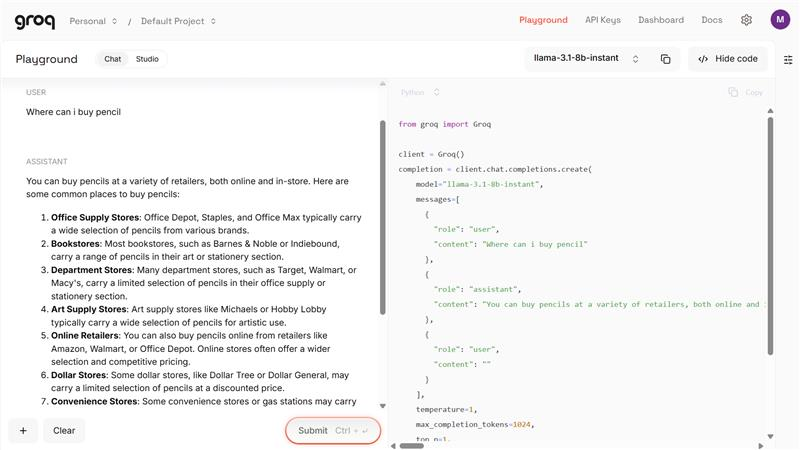 groq Personal / Default Project Playground API Keys Dashboard Docs M
Playground Chat Studio llama-3.1-8b-instant Hide code
USER
Where can i buy pencil
ASSISTANT
You can buy pencils at a variety of retailers, both online and in-store. Here are
some common places to buy pencils:
1. Office Supply Stores: Office Depot, Staples, and Office Max typically carry
a wide selection of pencils from various brands.
2. Bookstores: Most bookstores, such as Barnes & Noble or Indiebound,
carry a range of pencils in their art or stationery section.
3. Department Stores: Many department stores, such as Target, Walmart, or
Macy's, carry a limited selection of pencils in their office supply or
stationery section.
4. Art Supply Stores: Art supply stores like Michaels or Hobby Lobby
typically carry a wide selection of pencils for artistic use.
5. Online Retailers: You can also buy pencils online from retailers like
Amazon, Walmart, or Office Depot. Online stores often offer a wider
selection and competitive pricing.
6. Dollar Stores: Some dollar stores, like Dollar Tree or Dollar General, may
carry a limited selection of pencils at a discounted price.
7. Convenience Stores: Some convenience stores or gas stations may carry
+ Clear Submit Ctrl + ↵
Python Copy
from groq import Groq
client = Groq()
completion = client.chat.completions.create(
model="llama-3.1-8b-instant",
messages=[
{
"role": "user",
"content": "Where can i buy pencil"
},
{
"role": "assistant",
"content": "You can buy pencils at a variety of retailers, both online and i
},
{
"role": "user",
"content": ""
}
],
temperature=1,
max_completion_tokens=1024,
top_p=1,